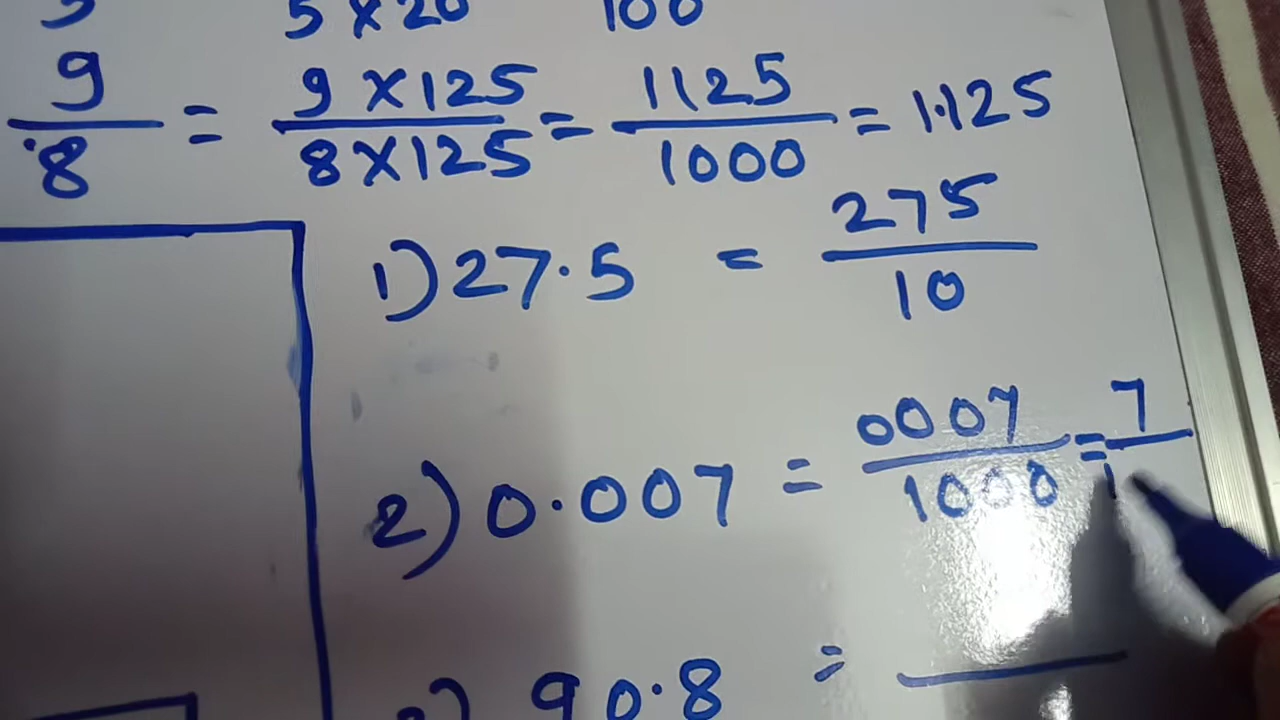 5 × 20 100
9/8 = 9 × 125 / 8 × 125 = 1125/1000 = 1.125
1) 27.5 = 275/10
2) 0.007 = 0007/1000 = 7/1
90.8 =